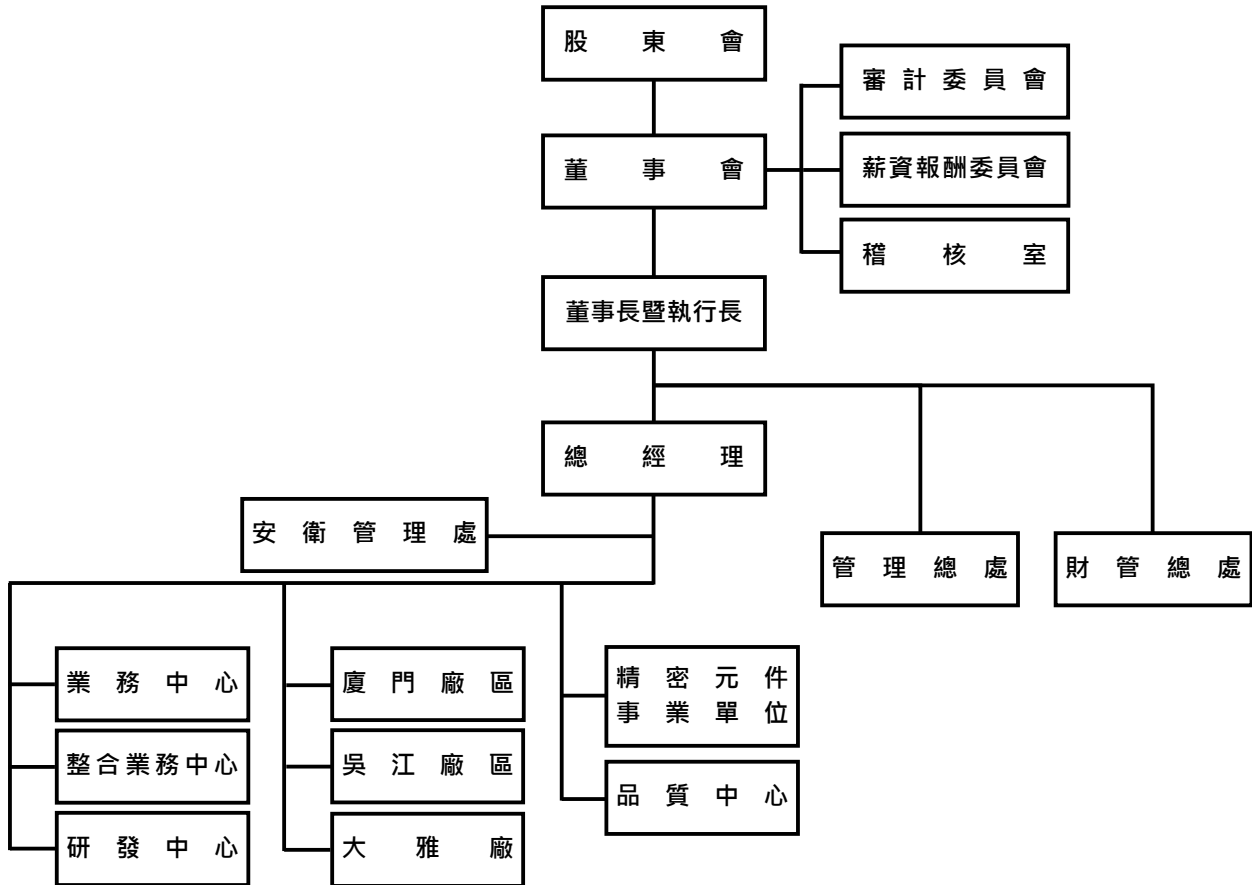 股東會
審計委員會
董事會
薪資報酬委員會
稽核室
董事長暨執行長
總經理
安衛管理處
管理總處
財管總處
業務中心
廈門廠區
精密元件
事業單位
整合業務中心
吳江廠區
品質中心
研發中心
大雅廠